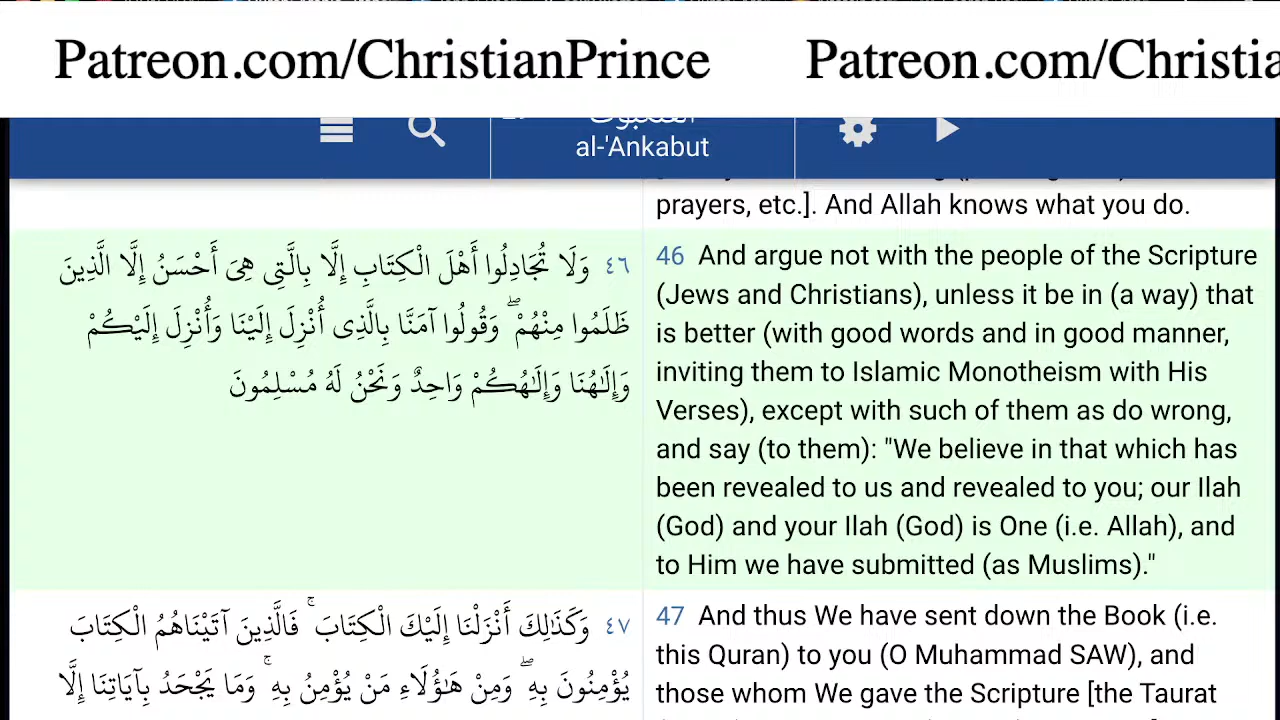 Patreon.com/ChristianPrince Patreon.com/Christia
al-'Ankabut
prayers, etc.]. And Allah knows what you do.
٤٦ وَلَا تُجَادِلُوا أَهْلَ الْكِتَابِ إِلَّا بِالَّتِي هِيَ أَحْسَنُ إِلَّا الَّذِينَ
ظَلَمُوا مِنْهُمْ ۖ وَقُولُوا آمَنَّا بِالَّذِي أُنْزِلَ إِلَيْنَا وَأُنْزِلَ إِلَيْكُمْ
وَإِلَٰهُنَا وَإِلَٰهُكُمْ وَاحِدٌ وَنَحْنُ لَهُ مُسْلِمُونَ
46 And argue not with the people of the Scripture
(Jews and Christians), unless it be in (a way) that
is better (with good words and in good manner,
inviting them to Islamic Monotheism with His
Verses), except with such of them as do wrong,
and say (to them): "We believe in that which has
been revealed to us and revealed to you; our Ilah
(God) and your Ilah (God) is One (i.e. Allah), and
to Him we have submitted (as Muslims)."
٤٧ وَكَذَٰلِكَ أَنْزَلْنَا إِلَيْكَ الْكِتَابَ ۚ فَالَّذِينَ آتَيْنَاهُمُ الْكِتَابَ
يُؤْمِنُونَ بِهِ ۖ وَمِنْ هَٰؤُلَاءِ مَنْ يُؤْمِنُ بِهِ ۚ وَمَا يَجْحَدُ بِآيَاتِنَا إِلَّا
47 And thus We have sent down the Book (i.e.
this Quran) to you (O Muhammad SAW), and
those whom We gave the Scripture [the Taurat